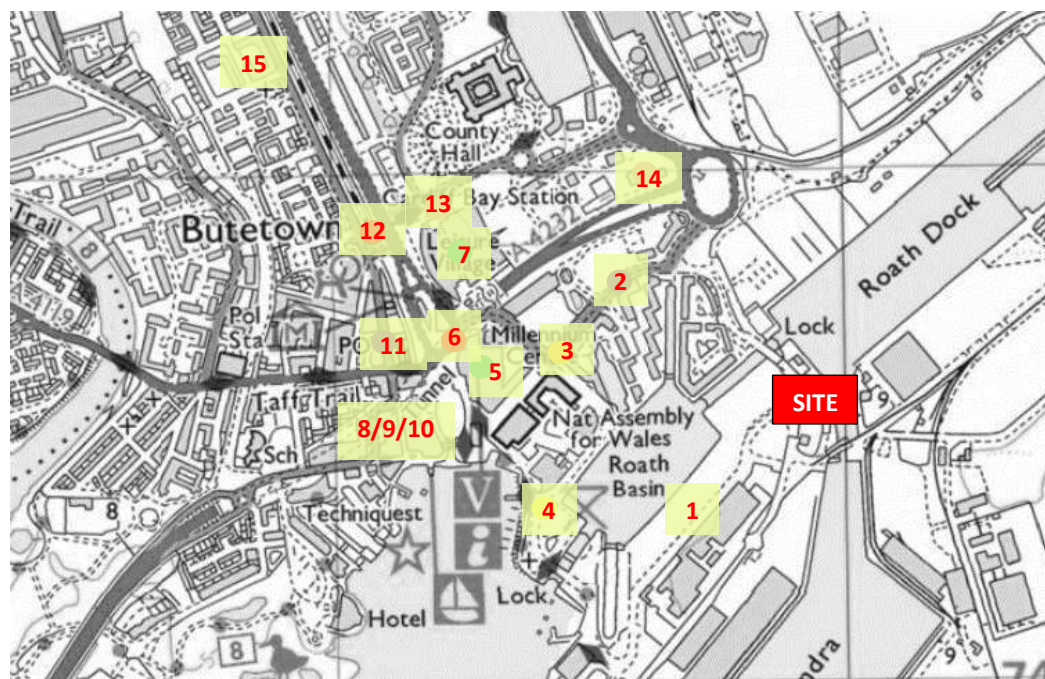 15
County
Hall
14
Bay Station
13
Butetown
12
Leisure
Village
7
A4232
Trail
8
Roath Dock
2
Pol
Sta
M
PO
11
6
Millennium
Centre
3
Lock
5
SITE
9
Taff Trail
8/9/10
Nat Assembly
for Wales
Roath
Basin
Sch
8
V
4
1
Techniquest
i
Lock
Hotel
8
9